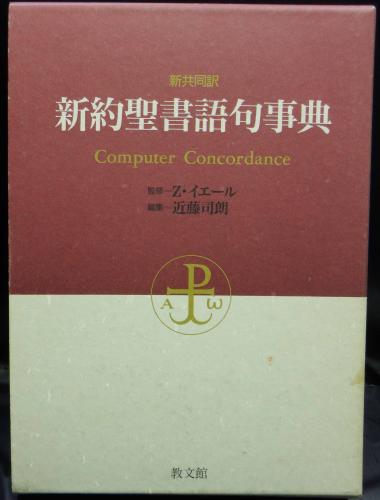 新共同訳
新約聖書語句事典
Computer Concordance
監修─Z・イエール
編集─近藤司朗
A ω
教文館